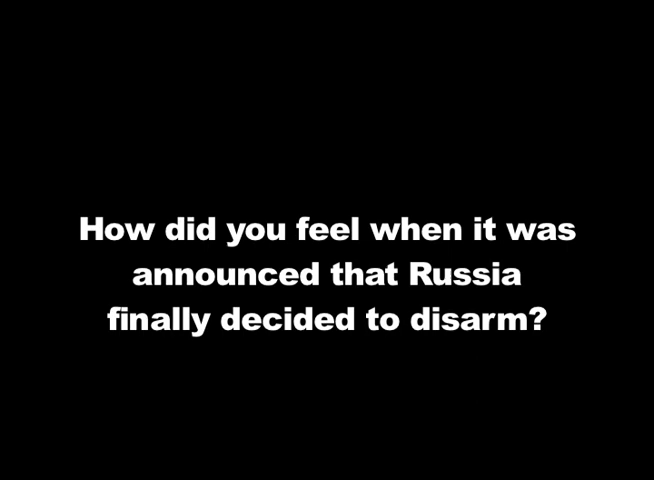 How did you feel when it was
announced that Russia
finally decided to disarm?